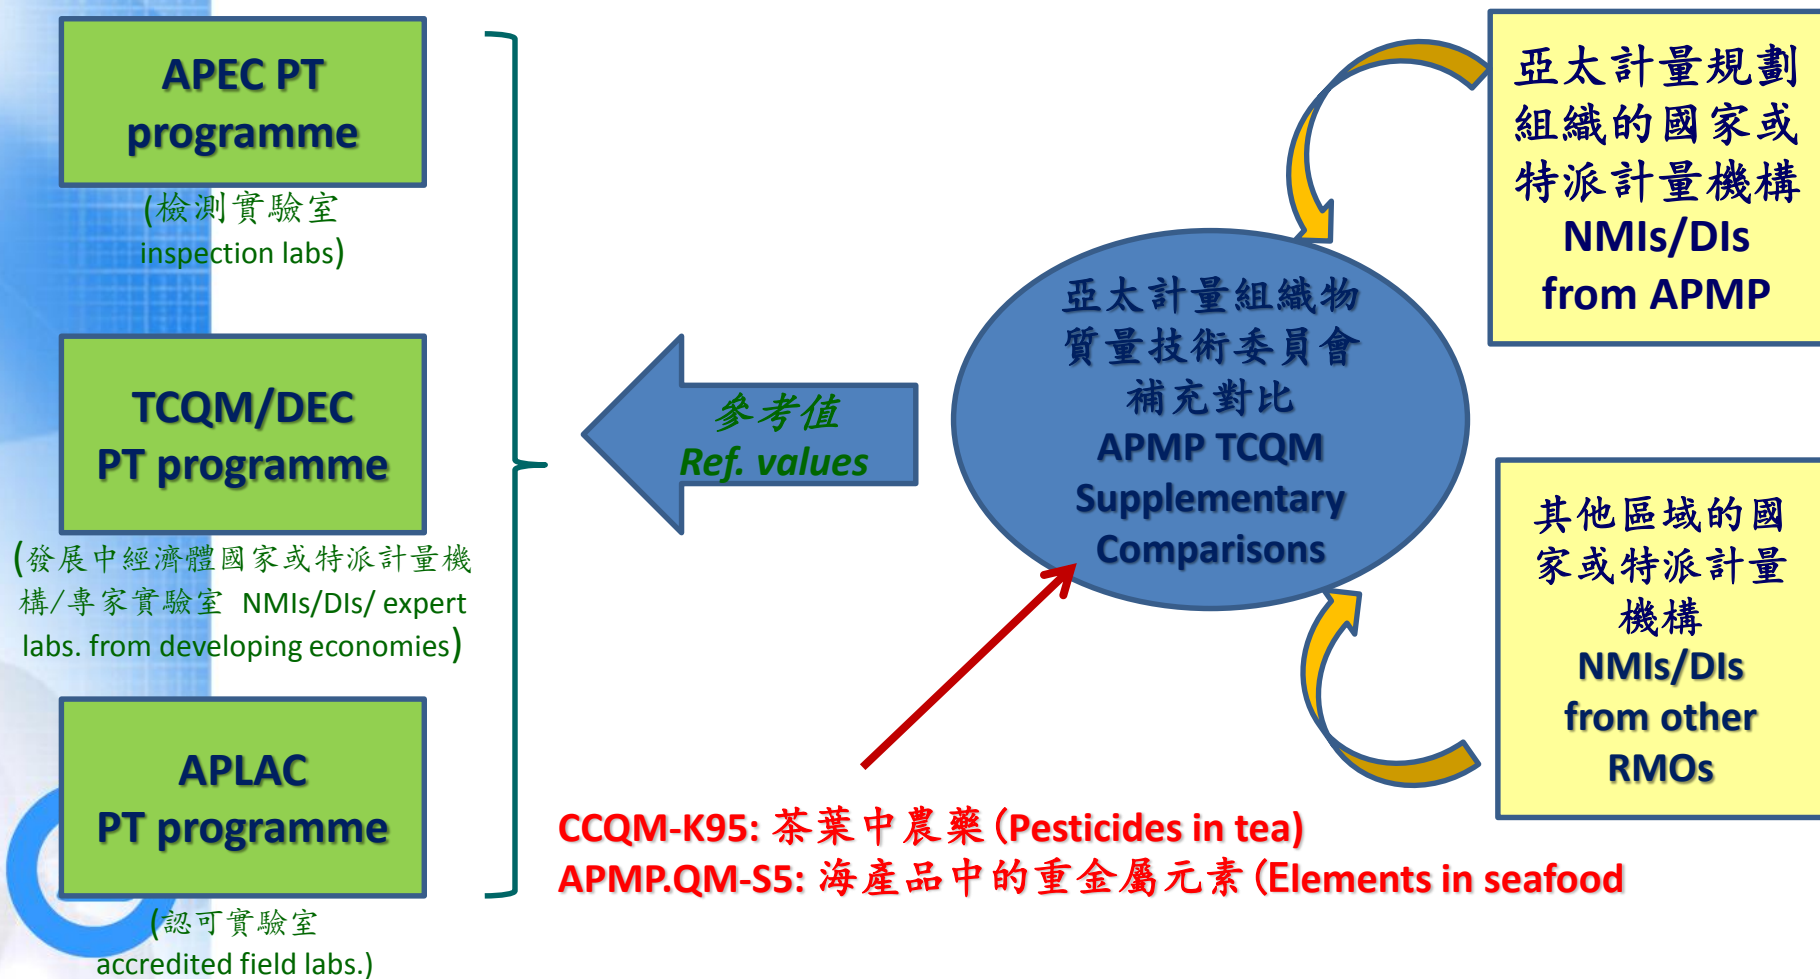 APEC PT
programme
(檢測實驗室
inspection labs)
TCQM/DEC
PT programme
(發展中經濟體國家或特派計量機
構/專家實驗室 NMIs/DIs/ expert
labs. from developing economies)
APLAC
PT programme
(認可實驗室
accredited field labs.)
參考值
Ref. values
亞太計量組織物
質量技術委員會
補充對比
APMP TCQM
Supplementary
Comparisons
亞太計量規劃
組織的國家或
特派計量機構
NMIs/DIs
from APMP
其他區域的國
家或特派計量
機構
NMIs/DIs
from other
RMOs
CCQM-K95: 茶葉中農藥(Pesticides in tea)
APMP.QM-S5: 海產品中的重金屬元素(Elements in seafood